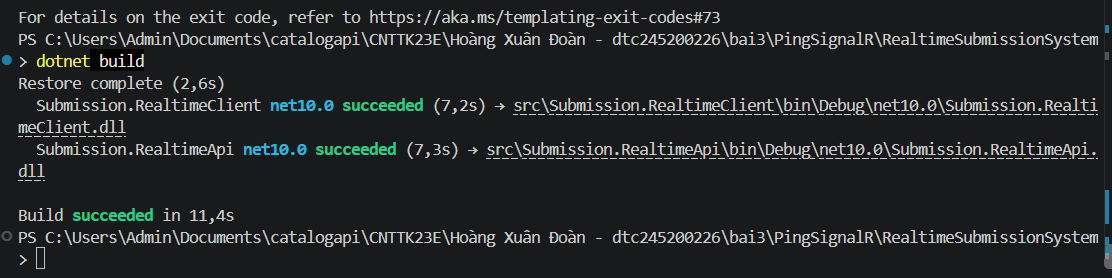 For details on the exit code, refer to https://aka.ms/templating-exit-codes#73
PS C:\Users\Admin\Documents\catalogapi\CNTTK23E\Hoàng Xuân Đoàn - dtc245200226\bai3\PingSignalR\RealtimeSubmissionSystem
> dotnet build
Restore complete (2,6s)
  Submission.RealtimeClient net10.0 succeeded (7,2s) → src\Submission.RealtimeClient\bin\Debug\net10.0\Submission.Realti
meClient.dll
  Submission.RealtimeApi net10.0 succeeded (7,3s) → src\Submission.RealtimeApi\bin\Debug\net10.0\Submission.RealtimeApi.
dll
Build succeeded in 11,4s
PS C:\Users\Admin\Documents\catalogapi\CNTTK23E\Hoàng Xuân Đoàn - dtc245200226\bai3\PingSignalR\RealtimeSubmissionSystem
>